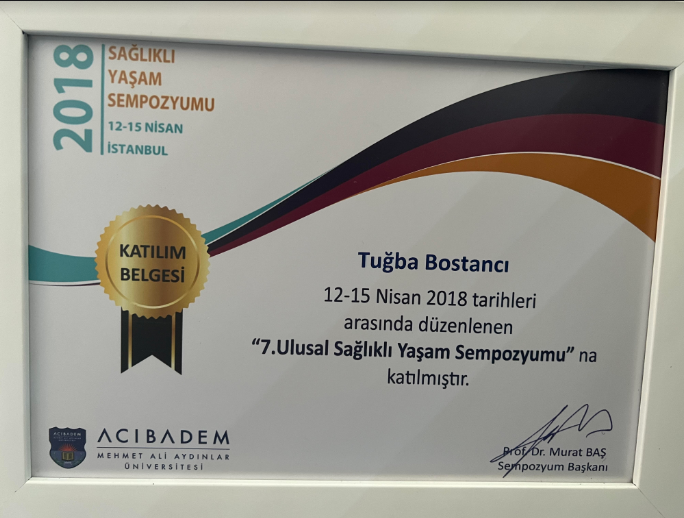 2018
SAĞLIKLI
YAŞAM
SEMPOZYUMU
12-15 NİSAN
İSTANBUL
KATILIM
BELGESİ
Tuğba Bostancı
12-15 Nisan 2018 tarihleri
arasında düzenlenen
“7.Ulusal Sağlıklı Yaşam Sempozyumu” na
katılmıştır.
ACIBADEM
MEHMET ALİ AYDINLAR
ÜNİVERSİTESİ
Prof. Dr. Murat BAŞ
Sempozyum Başkanı